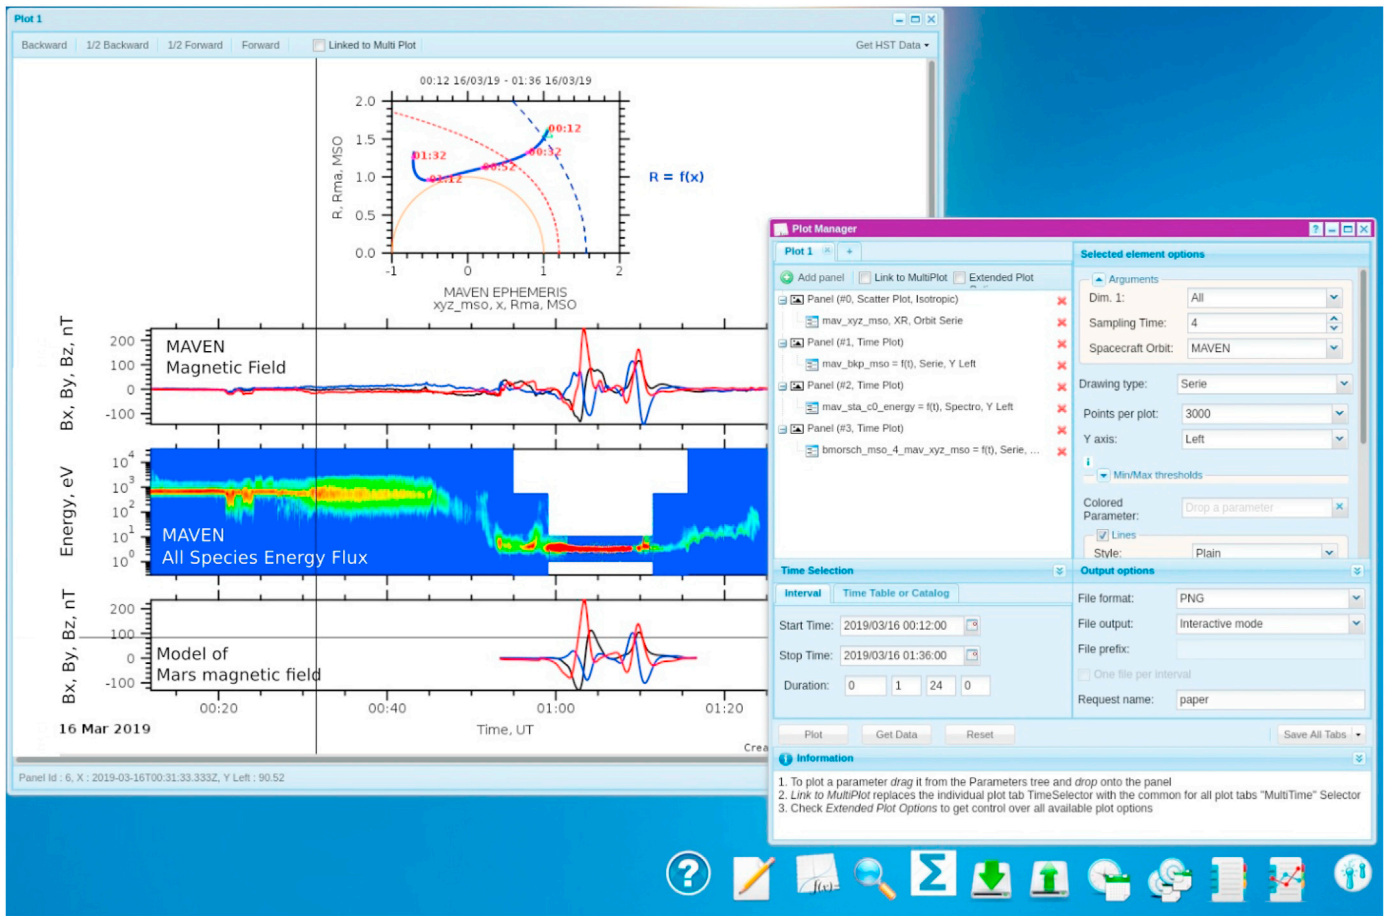 Plot 1
Backward 1/2 Backward 1/2 Forward Forward Linked to Multi Plot Get HST Data
00:12 16/03/19 - 01:36 16/03/19
2.0
1.5
1.0
0.5
0.0
R, Rma, MSO
00:12
00:32
00:52
01:12
01:32
R = f(x)
-1 0 1 2
MAVEN EPHEMERIS
xyz_mso, x, Rma, MSO
Bx, By, Bz, nT
200
100
0
-100
MAVEN
Magnetic Field
Energy, eV
10^4
10^3
10^2
10^1
10^0
MAVEN
All Species Energy Flux
Bx, By, Bz, nT
200
100
0
-100
Model of
Mars magnetic field
00:20 00:40 01:00 01:20
16 Mar 2019 Time, UT
Crea
Panel Id : 6, X : 2019-03-16T00:31:33.333Z, Y Left : 90.52
Plot Manager
Plot 1 +
Add panel Link to MultiPlot Extended Plot
Panel (#0, Scatter Plot, Isotropic)
mav_xyz_mso, XR, Orbit Serie
Panel (#1, Time Plot)
mav_bkp_mso = f(t), Serie, Y Left
Panel (#2, Time Plot)
mav_sta_c0_energy = f(t), Spectro, Y Left
Panel (#3, Time Plot)
bmorsch_mso_4_mav_xyz_mso = f(t), Serie, ...
Selected element options
Arguments
Dim. 1: All
Sampling Time: 4
Spacecraft Orbit: MAVEN
Drawing type: Serie
Points per plot: 3000
Y axis: Left
i
Min/Max thresholds
Colored
Parameter: Drop a parameter
Lines
Style: Plain
Time Selection
Interval Time Table or Catalog
Start Time: 2019/03/16 00:12:00
Stop Time: 2019/03/16 01:36:00
Duration: 0 1 24 0
Output options
File format: PNG
File output: Interactive mode
File prefix:
One file per interval
Request name: paper
Plot Get Data Reset Save All Tabs
Information
1. To plot a parameter drag it from the Parameters tree and drop onto the panel
2. Link to MultiPlot replaces the individual plot tab TimeSelector with the common for all plot tabs "MultiTime" Selector
3. Check Extended Plot Options to get control over all available plot options
?
f(x)=
Σ